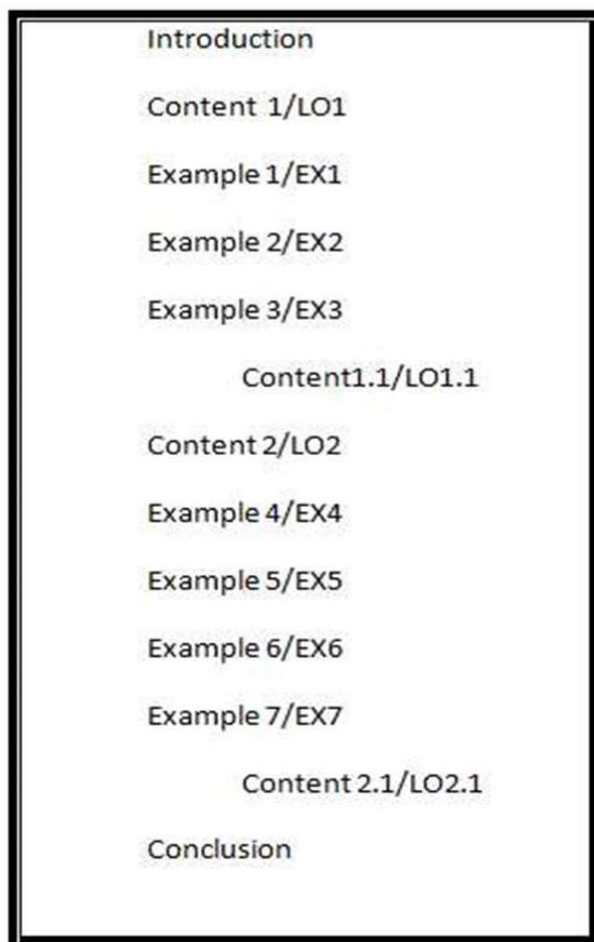 Introduction
Content 1/LO1
Example 1/EX1
Example 2/EX2
Example 3/EX3
Content1.1/LO1.1
Content 2/LO2
Example 4/EX4
Example 5/EX5
Example 6/EX6
Example 7/EX7
Content 2.1/LO2.1
Conclusion